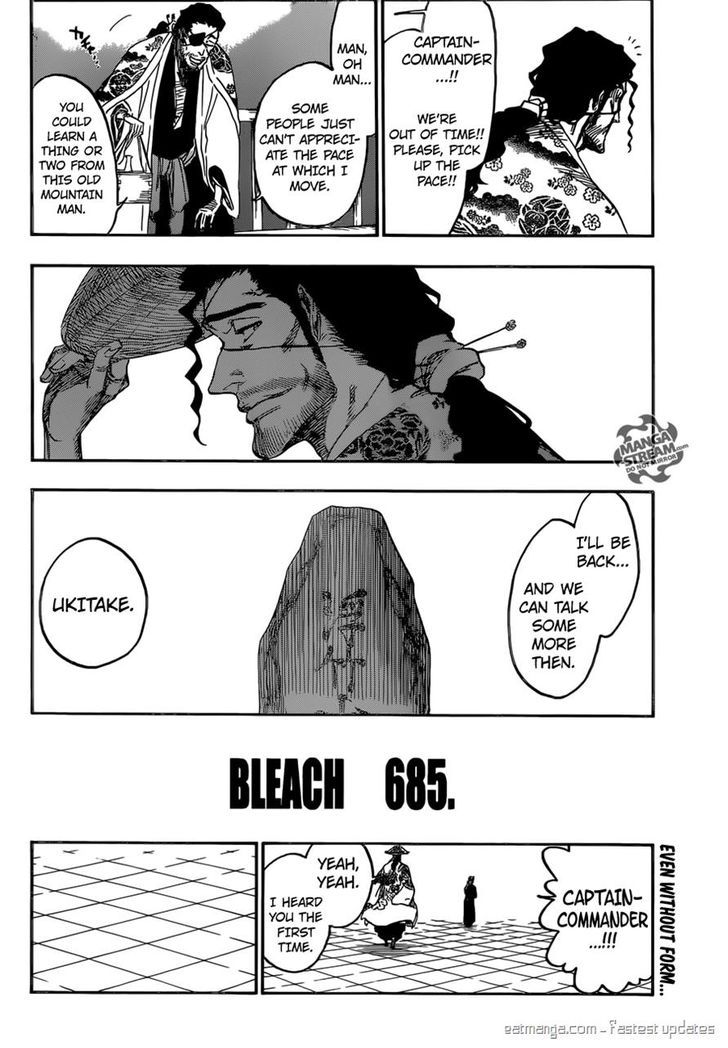 CAPTAIN-
COMMANDER
...!!
WE'RE
OUT OF TIME!!
PLEASE, PICK
UP THE
PACE!!
MAN,
OH
MAN...
SOME
PEOPLE JUST
CAN'T APPRECI-
ATE THE PACE
AT WHICH I
MOVE.
YOU
COULD
LEARN A
THING OR
TWO FROM
THIS OLD
MOUNTAIN
MAN.
MANGA
STREAM.com
DO NOT MIRROR
I'LL BE
BACK...
AND WE
CAN TALK
SOME
MORE
THEN.
UKITAKE.
BLEACH 685.
CAPTAIN-
COMMANDER
...!!!
YEAH,
YEAH.
I HEARD
YOU THE
FIRST
TIME.
EVEN WITHOUT FORM...
eatmanga.com - Fastest updates